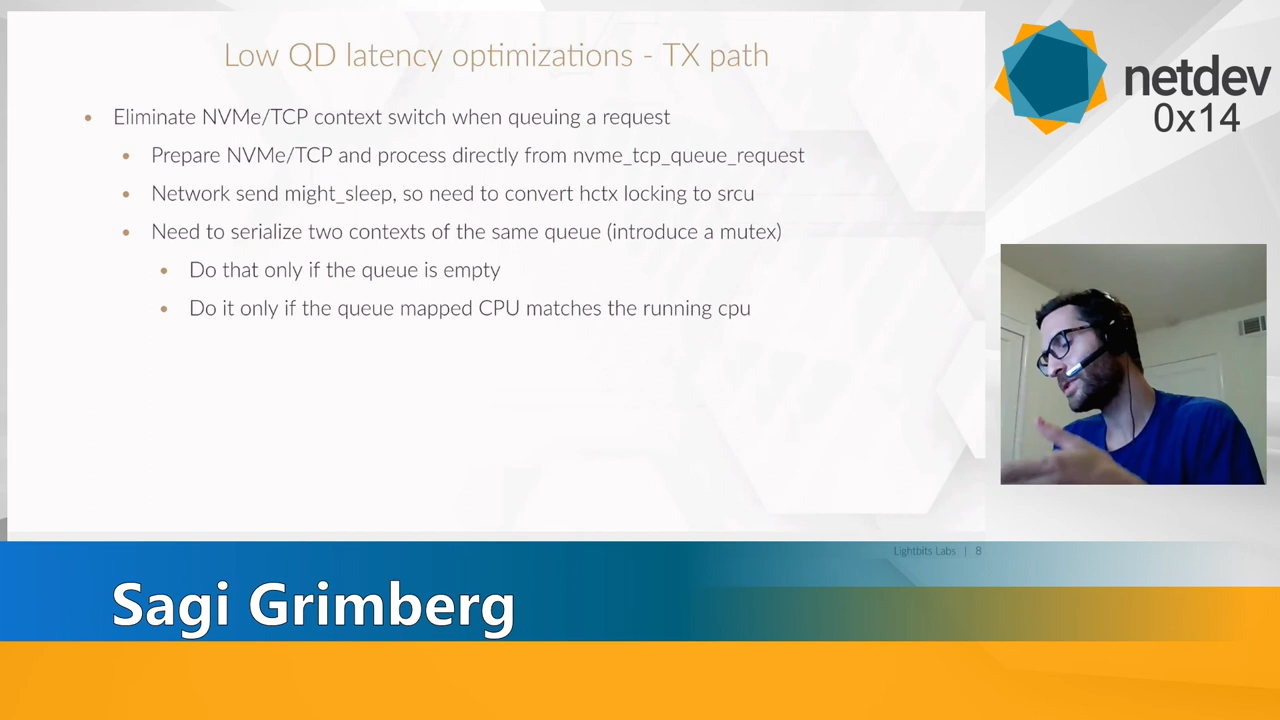 Low QD latency optimizations - TX path
Eliminate NVMe/TCP context switch when queuing a request
Prepare NVMe/TCP and process directly from nvme_tcp_queue_request
Network send might_sleep, so need to convert hctx locking to srcu
Need to serialize two contexts of the same queue (introduce a mutex)
Do that only if the queue is empty
Do it only if the queue mapped CPU matches the running cpu
Lightbits Labs | 8
netdev
0x14
Sagi Grimberg